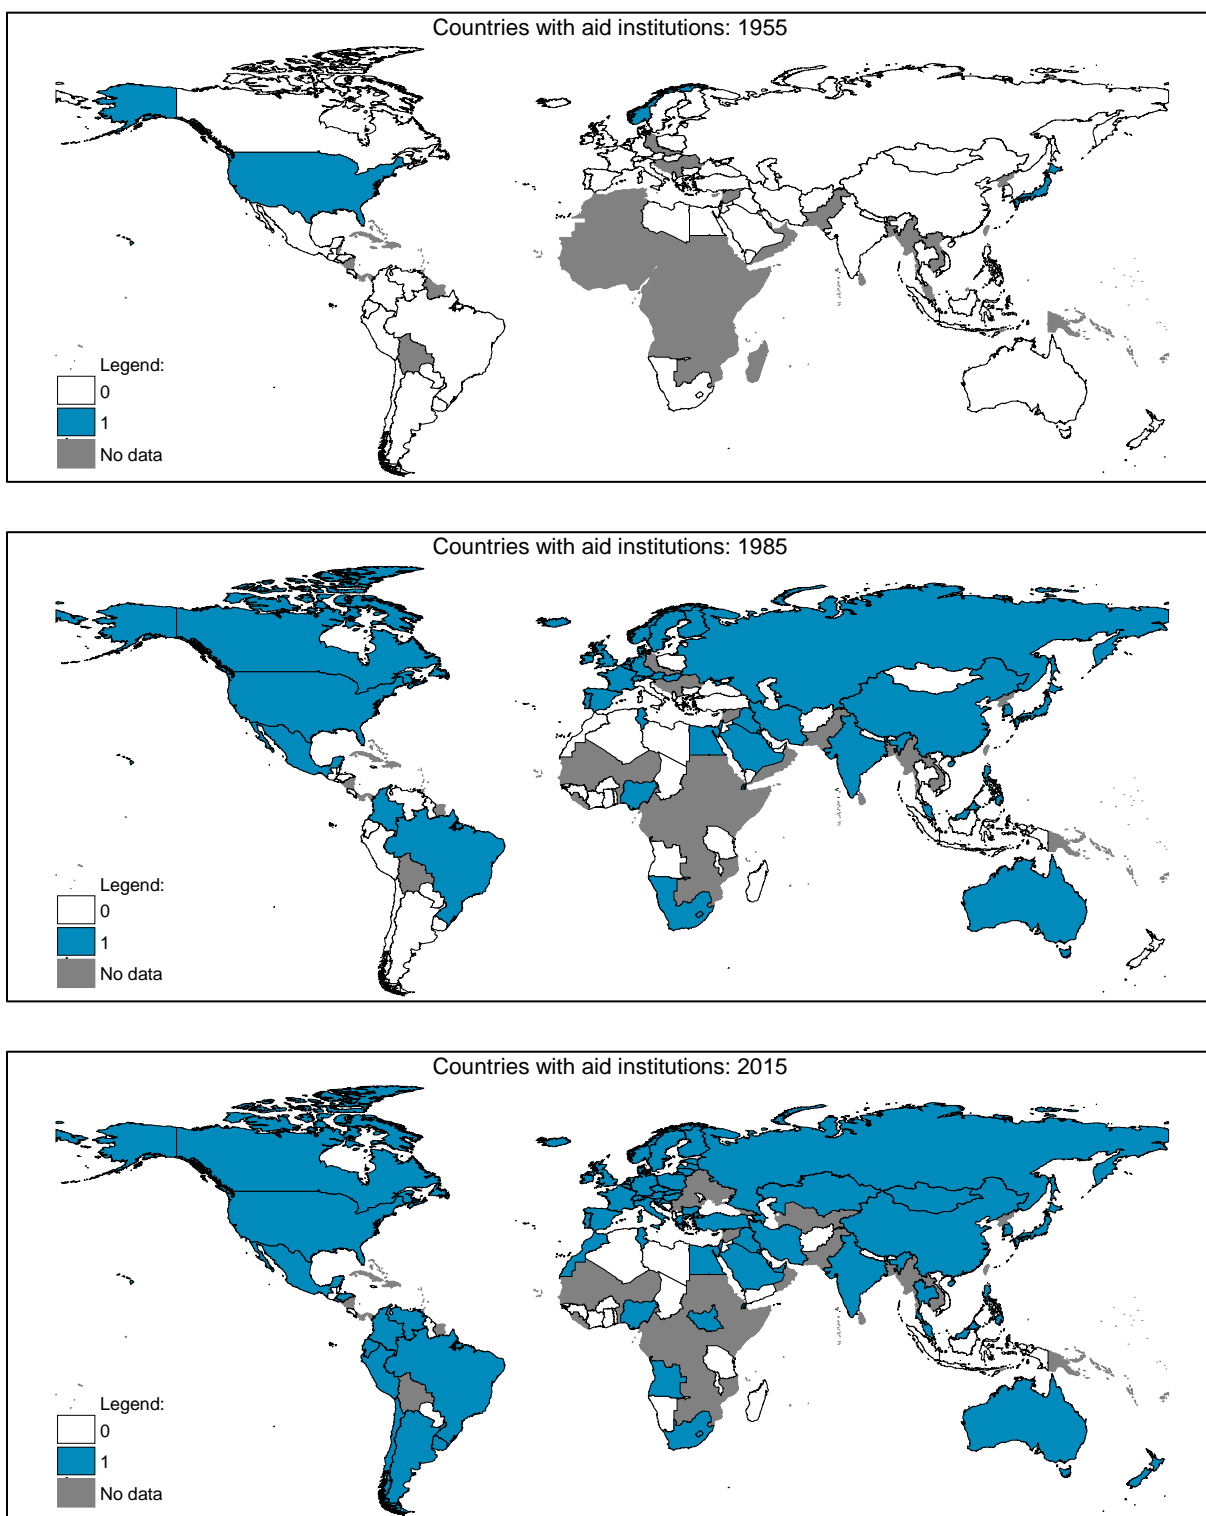 Countries with aid institutions: 1955
Legend:
0
1
No data
Countries with aid institutions: 1985
Legend:
0
1
No data
Countries with aid institutions: 2015
Legend:
0
1
No data